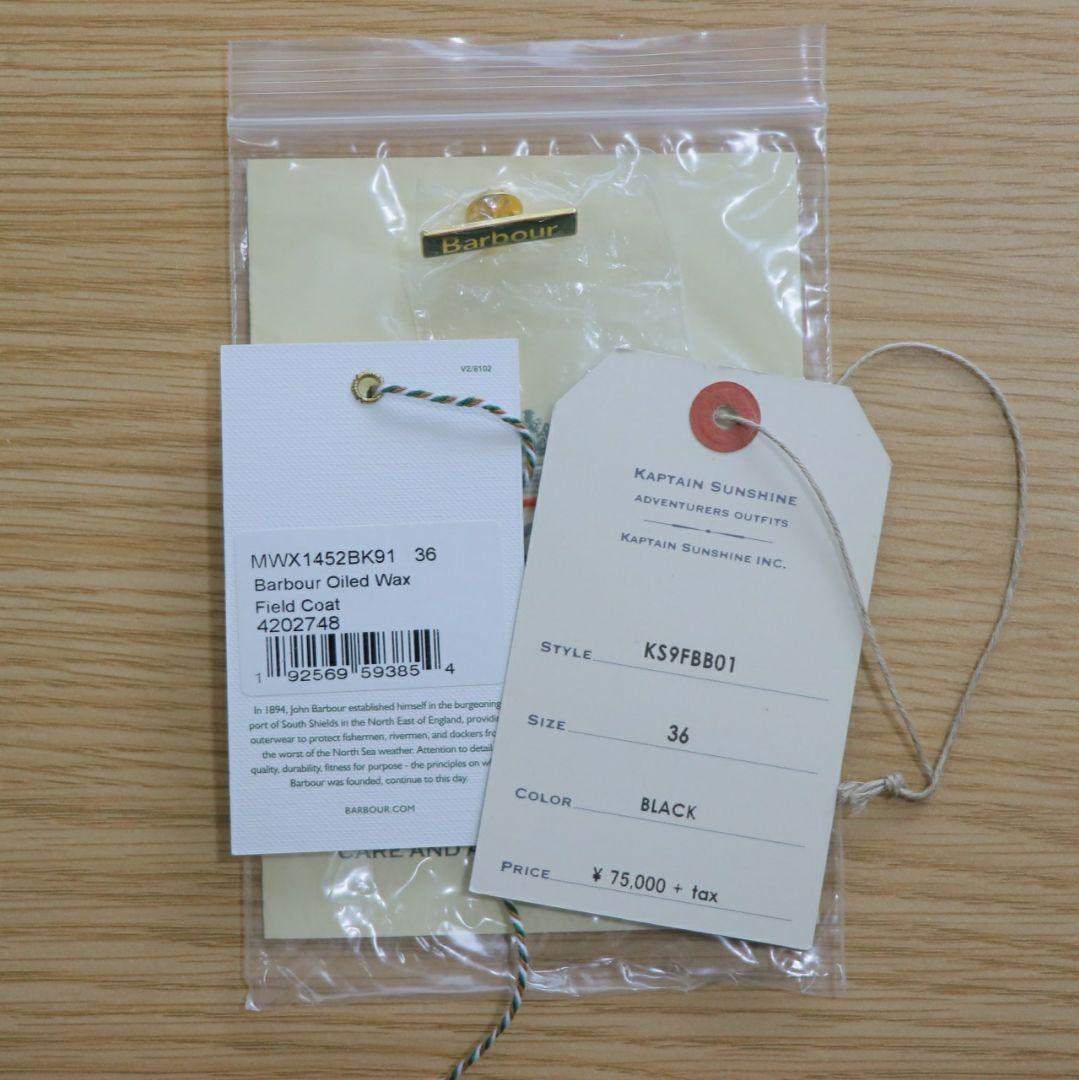 Barbour
V2/8102
MWX1452BK91 36
Barbour Oiled Wax
Field Coat
4202748
1 92569 59385 4
In 1894, John Barbour established himself in the burgeoning
port of South Shields in the North East of England,
outerwear to protect fishermen, rivermen, and dockers
the worst of the North Sea weather. Attention to detail
quality, durability, fitness for purpose - the principles on
Barbour was founded, continue to this day.
BARBOUR.COM
CARE AND
KAPTAIN SUNSHINE
ADVENTURERS OUTFITS
KAPTAIN SUNSHINE INC.
STYLE KS9FBB01
SIZE 36
COLOR BLACK
PRICE ¥ 75,000 + tax